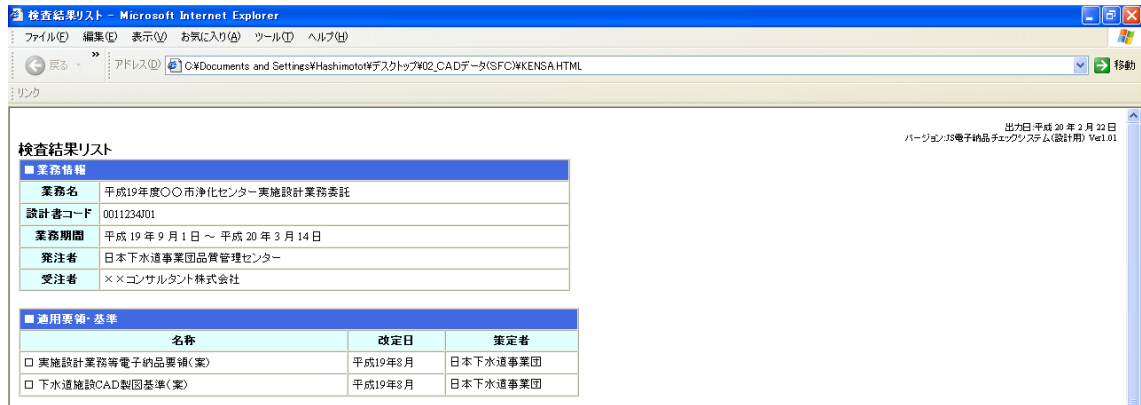 検査結果リスト - Microsoft Internet Explorer
ファイル(F) 編集(E) 表示(V) お気に入り(A) ツール(T) ヘルプ(H)
戻る » アドレス(D) C:¥Documents and Settings¥Hashimotot¥デスクトップ¥02_CADデータ(SFC)¥KENSA.HTML 移動
リンク
出力日:平成 20 年 2 月 22 日
バージョン:JS電子納品チェックシステム(設計用) Ver1.01
検査結果リスト
■業務情報
業務名 平成19年度〇〇市浄化センター実施設計業務委託
設計書コード 0011234J01
業務期間 平成 19 年 9 月 1 日 ～ 平成 20 年 3 月 14 日
発注者 日本下水道事業団品質管理センター
受注者 ××コンサルタント株式会社
■適用要領・基準
名称 改定日 策定者
□ 実施設計業務等電子納品要領(案) 平成19年8月 日本下水道事業団
□ 下水道施設CAD製図基準(案) 平成19年8月 日本下水道事業団